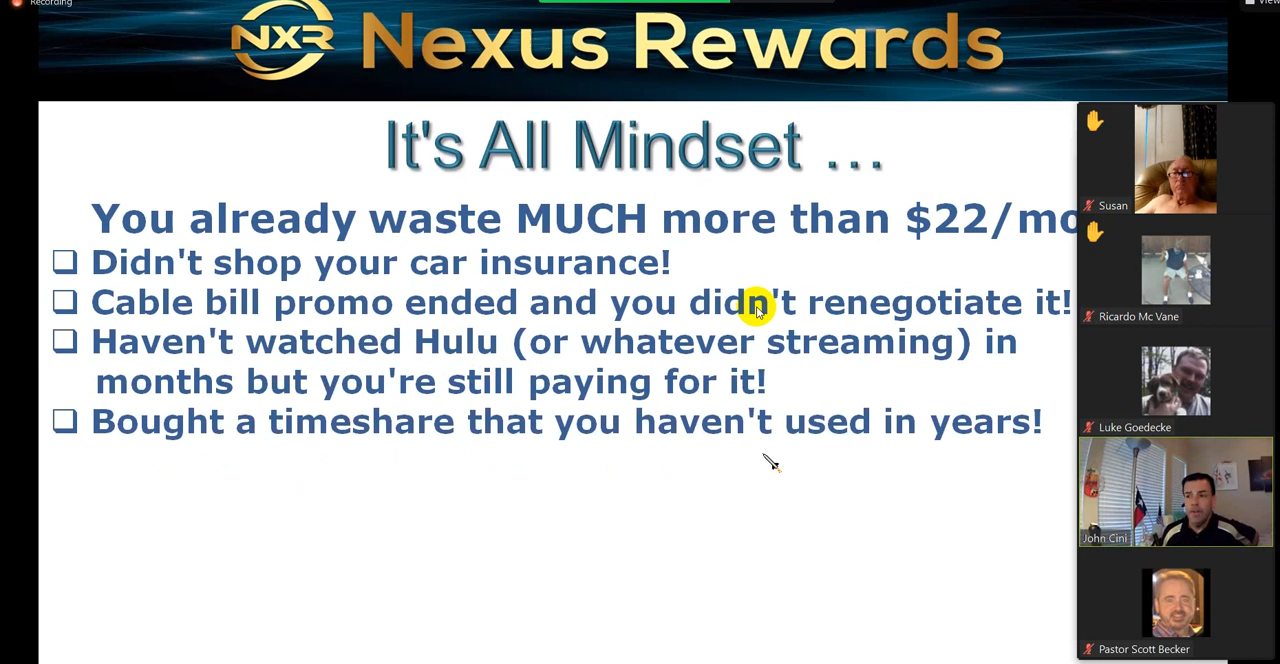 Recording
View
NXR Nexus Rewards
It's All Mindset ...
You already waste MUCH more than $22/mo
❑ Didn't shop your car insurance!
❑ Cable bill promo ended and you didn't renegotiate it!
❑ Haven't watched Hulu (or whatever streaming) in
months but you're still paying for it!
❑ Bought a timeshare that you haven't used in years!
Susan
Ricardo Mc Vane
Luke Goedecke
John Cini
Pastor Scott Becker